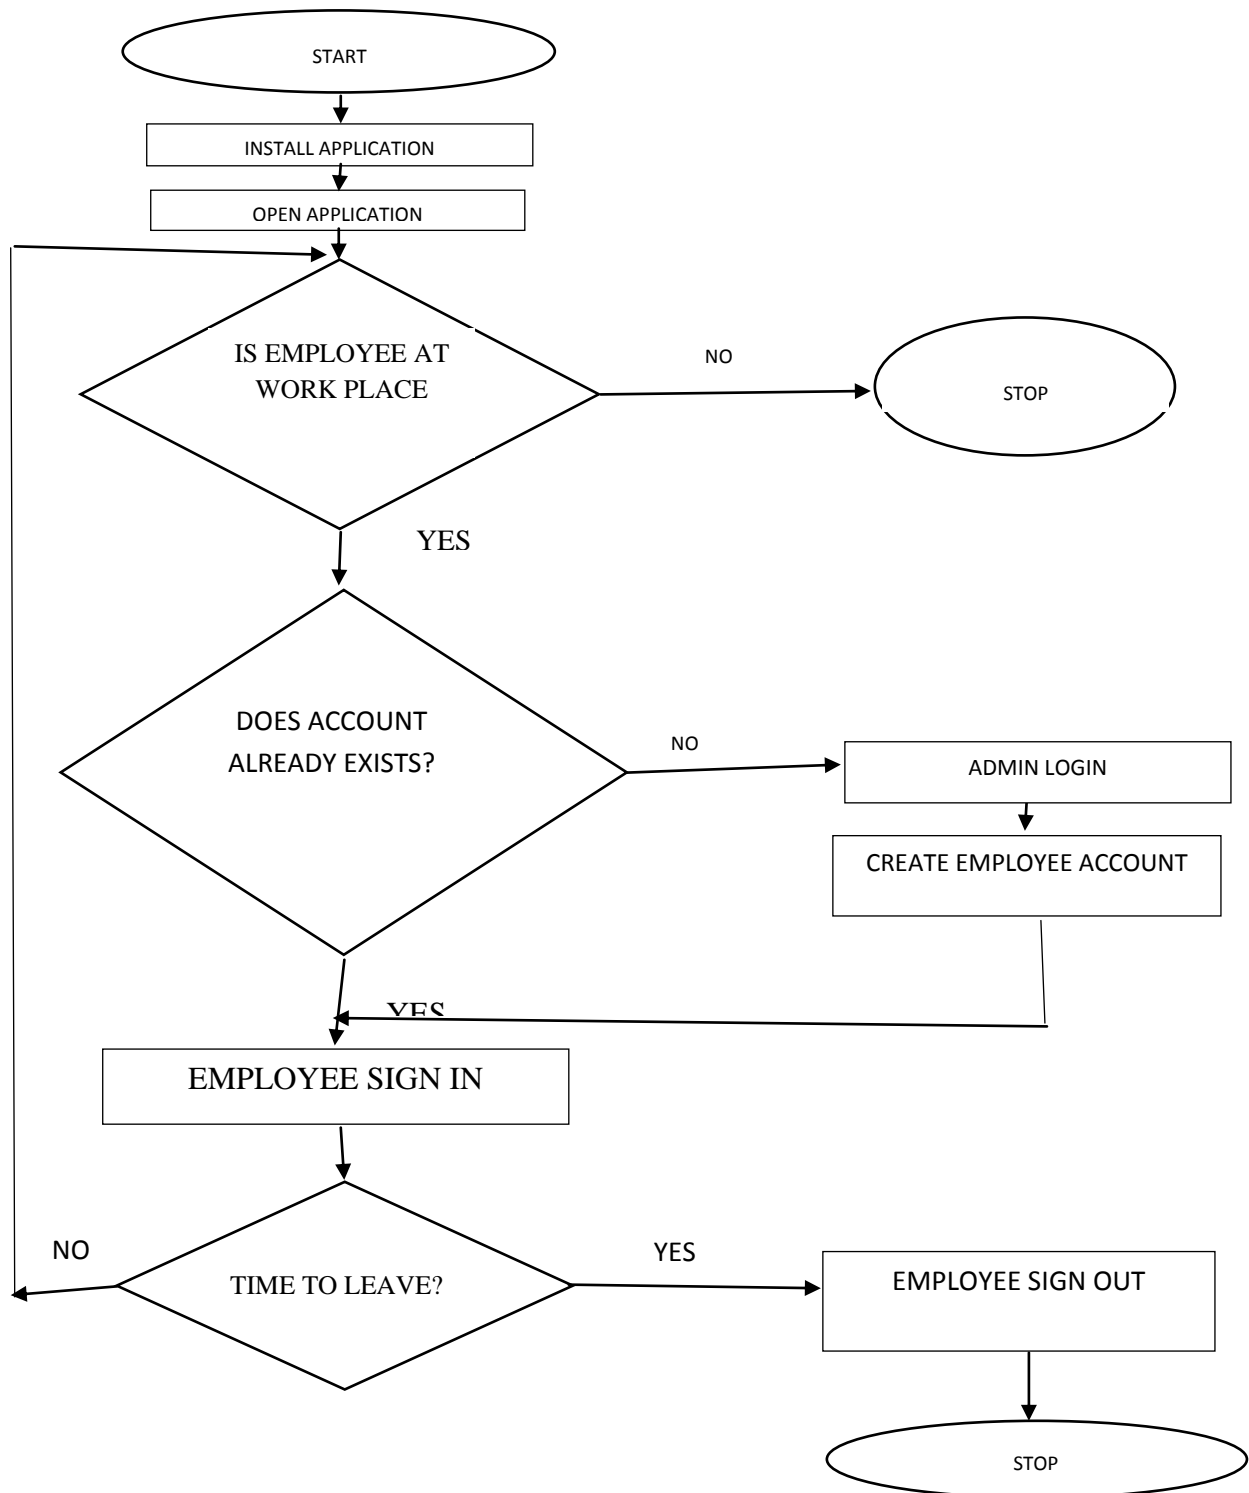 START
INSTALL APPLICATION
OPEN APPLICATION
IS EMPLOYEE AT
WORK PLACE
NO
STOP
YES
DOES ACCOUNT
ALREADY EXISTS?
NO
ADMIN LOGIN
CREATE EMPLOYEE ACCOUNT
YES
EMPLOYEE SIGN IN
NO
TIME TO LEAVE?
YES
EMPLOYEE SIGN OUT
STOP